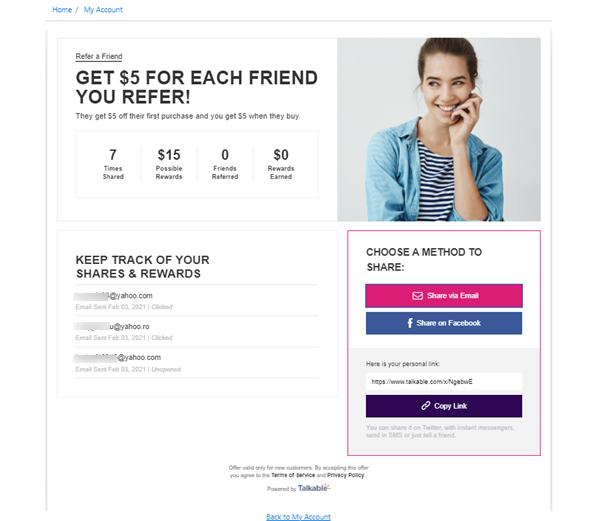 Home / My Account
Refer a Friend
GET $5 FOR EACH FRIEND
YOU REFER!
They get $5 off their first purchase and you get $5 when they buy.
7 $15 0 $0
Times Possible Friends Rewards
Shared Rewards Referred Earned
KEEP TRACK OF YOUR
SHARES & REWARDS
@yahoo.com
Email Sent Feb 03, 2021 | Clicked
u@yahoo.ro
Email Sent Feb 03, 2021 | Clicked
@yahoo.com
Email Sent Feb 03, 2021 | Unopened
CHOOSE A METHOD TO
SHARE:
Share via Email
f Share on Facebook
Here is your personal link:
https://www.talkable.com/x/NgebwE
Copy Link
You can share it on Twitter, with instant messengers,
send in SMS or just tell a friend.
Offer valid only for new customers. By accepting this offer
you agree to the Terms of Service and Privacy Policy.
Powered by Talkable
Back to My Account